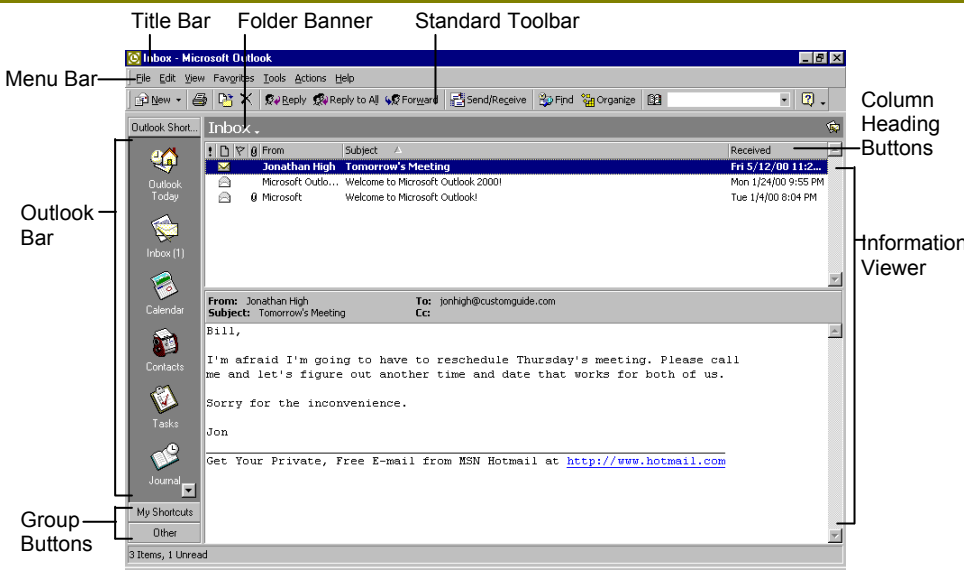 Title Bar Folder Banner Standard Toolbar
Inbox - Microsoft Outlook
Menu Bar
File Edit View Favorites Tools Actions Help
New Reply Reply to All Forward Send/Receive Find Organize
Column
Heading
Buttons
Outlook Short... Inbox
! From Subject Received
Jonathan High Tomorrow's Meeting Fri 5/12/00 11:2...
Microsoft Outlo... Welcome to Microsoft Outlook 2000! Mon 1/24/00 9:55 PM
Microsoft Welcome to Microsoft Outlook! Tue 1/4/00 8:04 PM
Outlook
Today
Outlook
Bar
Inbox (1)
Information
Viewer
Calendar
From: Jonathan High To: jonhigh@customguide.com
Subject: Tomorrow's Meeting Cc:
Bill,
I'm afraid I'm going to have to reschedule Thursday's meeting. Please call
me and let's figure out another time and date that works for both of us.
Contacts
Sorry for the inconvenience.
Tasks
Jon
Get Your Private, Free E-mail from MSN Hotmail at http://www.hotmail.com
Journal
My Shortcuts
Group
Buttons
Other
3 Items, 1 Unread